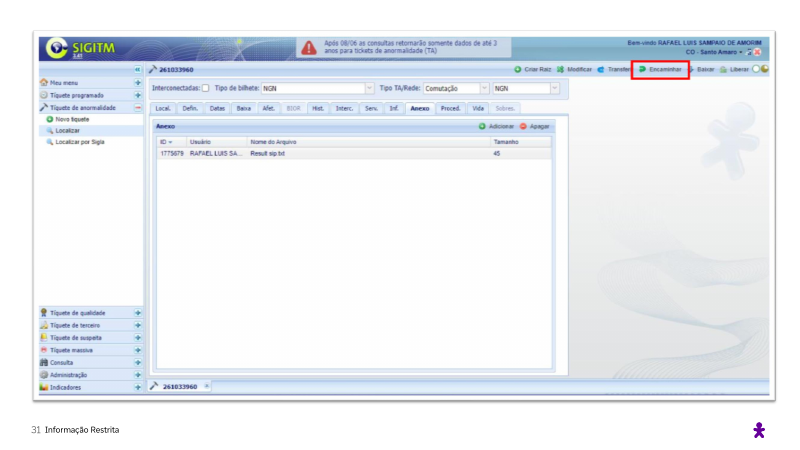 SIGITM
2.65
Após 08/06 as consultas retornarão somente dados de até 3
anos para tickets de anormalidade (TA)
Bem-vindo RAFAEL LUIS SAMPAIO DE AMORIM
CO - Santo Amaro
261033960
Criar Raiz Modificar Transferir Encaminhar Baixar Liberar
Meu menu
Tíquete programado
Tíquete de anormalidade
Novo tíquete
Localizar
Localizar por Sigla
Interconectadas: Tipo de bilhete: NGN Tipo TA/Rede: Comutação NGN
Local. Defin. Datas Baixa Afet. BIDR Hist. Interc. Serv. Inf. Anexo Proced. Vida Sobres.
Anexo Adicionar Apagar
ID Usuário Nome do Arquivo Tamanho
1775679 RAFAEL LUIS SA... Result sip.txt 45
Tíquete de qualidade
Tíquete de terceiro
Tíquete de suspeita
Tíquete massiva
Consulta
Administração
Indicadores
261033960
31 Informação Restrita